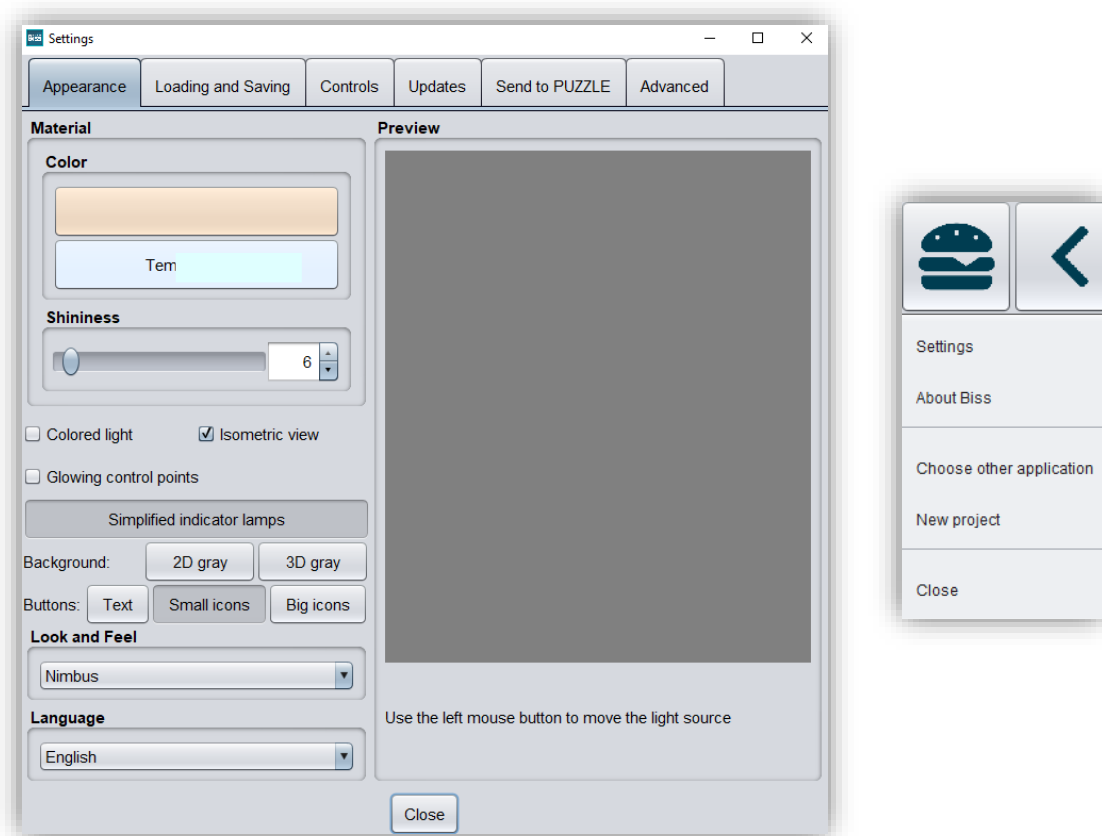 Biss Settings
Appearance Loading and Saving Controls Updates Send to PUZZLE Advanced
Material
Color
Tem
Shininess
6
Colored light Isometric view
Glowing control points
Simplified indicator lamps
Background: 2D gray 3D gray
Buttons: Text Small icons Big icons
Look and Feel
Nimbus
Language
English
Preview
Use the left mouse button to move the light source
Close
Settings
About Biss
Choose other application
New project
Close